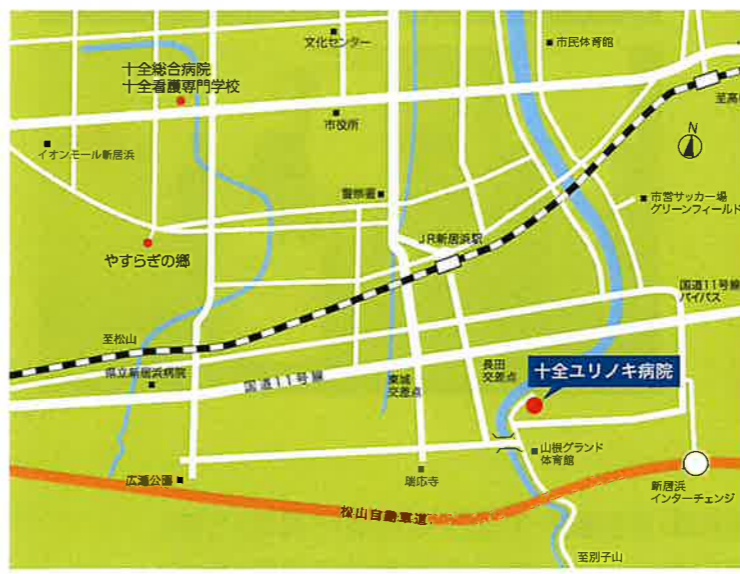 文化センター
市民体育館
十全総合病院
十全看護専門学校
至高
市役所
N
イオンモール新居浜
警察署
市営サッカー場
グリーンフィールド
JR新居浜駅
やすらぎの郷
国道11号線
バイパス
至松山
県立新居浜病院
国道11号線
東城
交差点
長田
交差点
十全ユリノキ病院
山根グランド
体育館
広瀬公園
瑞応寺
新居浜
インターチェンジ
松山自動車道
至別子山